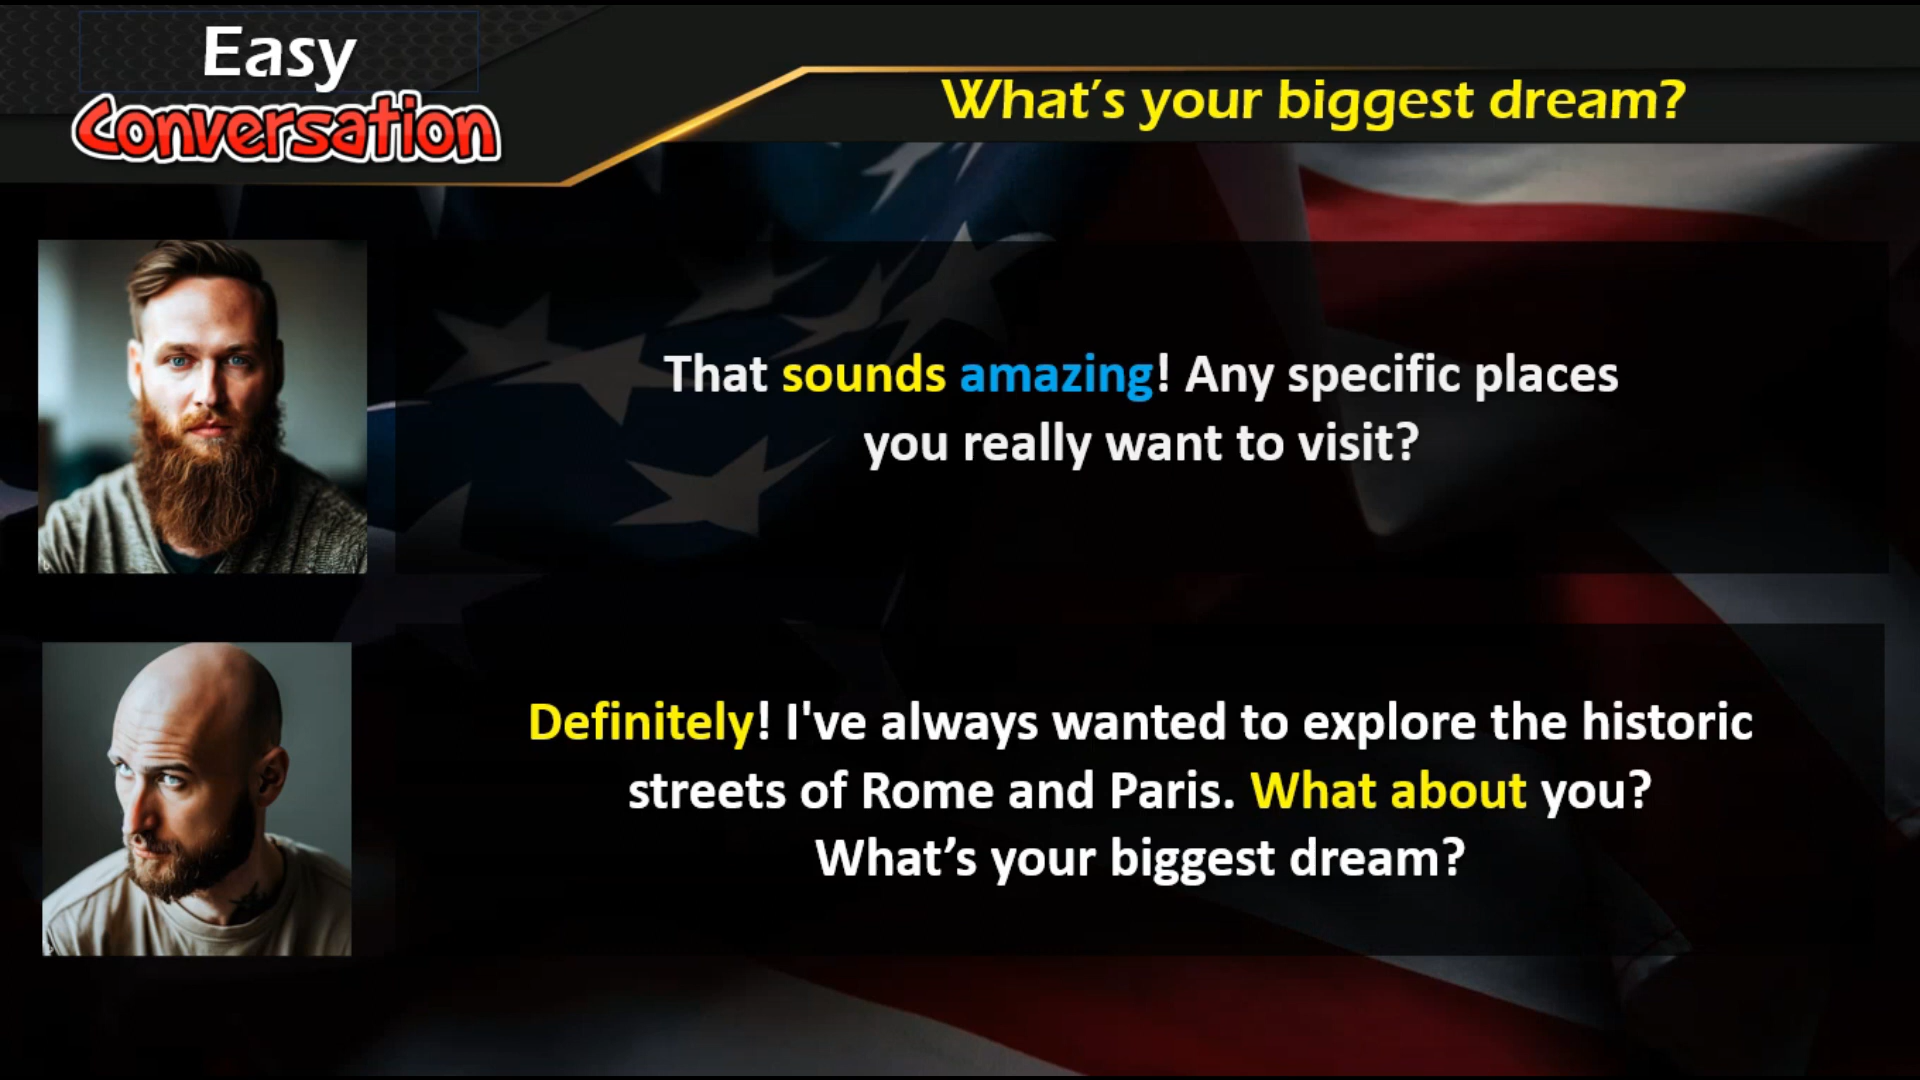 Easy
Conversation
What's your biggest dream?
That sounds amazing! Any specific places
you really want to visit?
Definitely! I've always wanted to explore the historic
streets of Rome and Paris. What about you?
What’s your biggest dream?